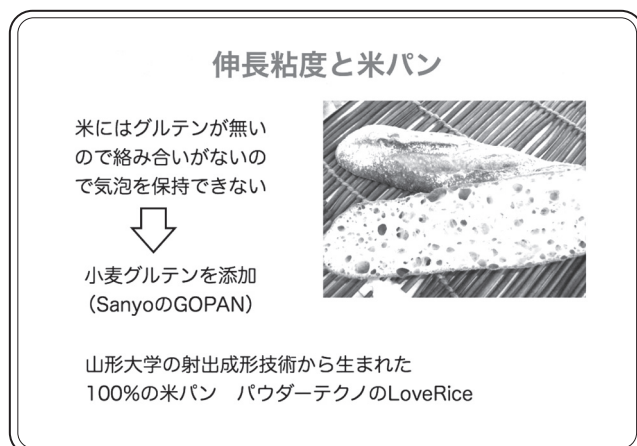 伸長粘度と米パン
米にはグルテンが無い
ので絡み合いがないの
で気泡を保持できない
小麦グルテンを添加
（SanyoのGOPAN）
山形大学の射出成形技術から生まれた
100%の米パン　パウダーテクノのLoveRice